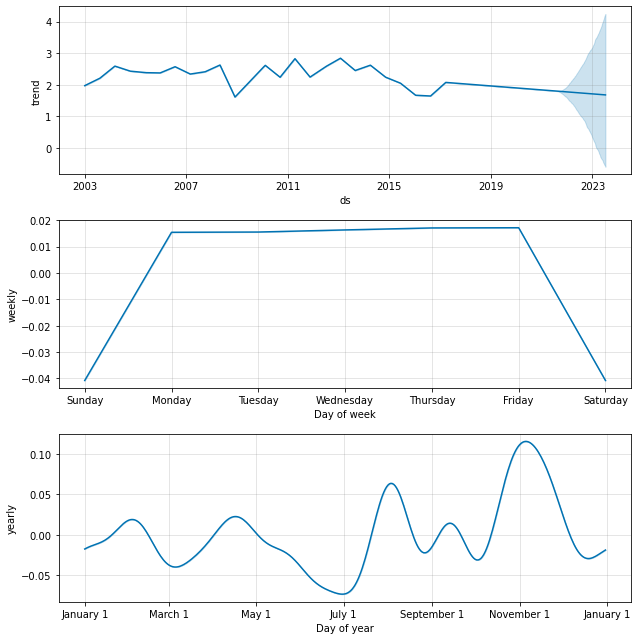 4
3
2
1
0
trend
2003 2007 2011 2015 2019 2023
ds
0.02
0.01
0.00
−0.01
−0.02
−0.03
−0.04
weekly
Sunday Monday Tuesday Wednesday Thursday Friday Saturday
Day of week
0.10
0.05
0.00
−0.05
yearly
January 1 March 1 May 1 July 1 September 1 November 1 January 1
Day of year